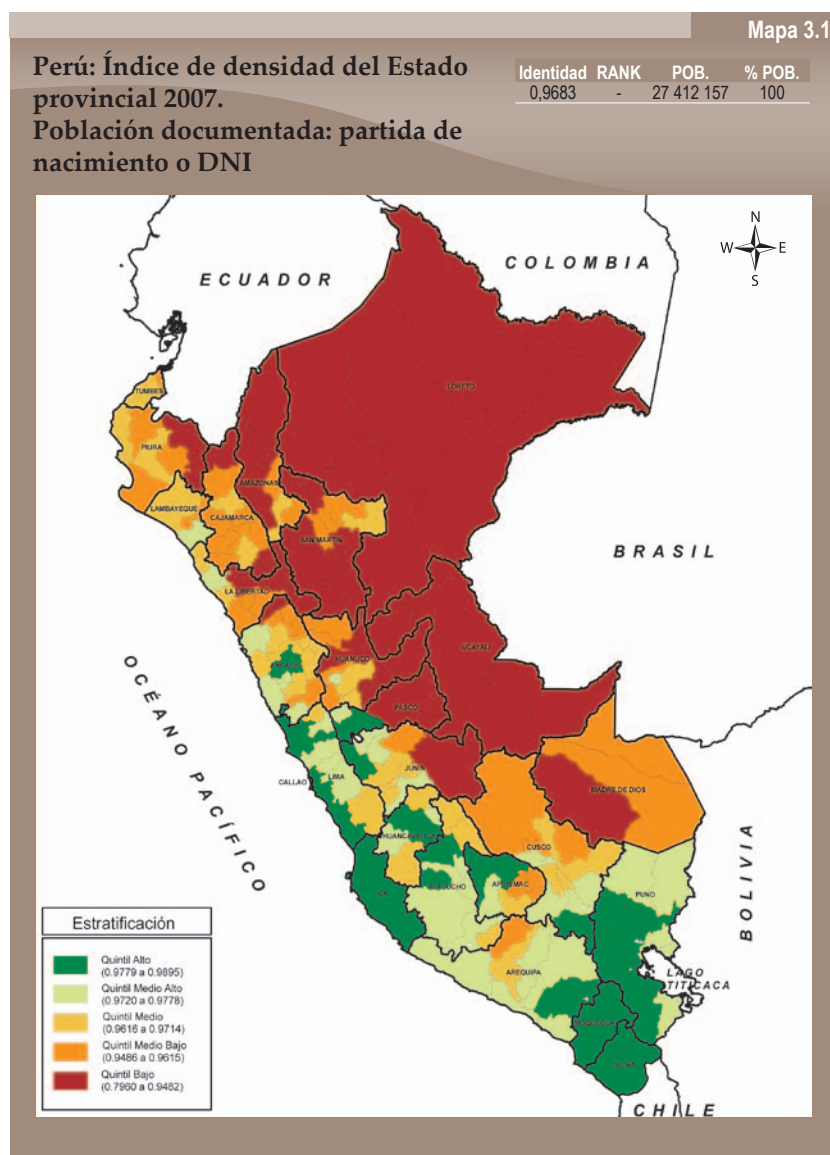 Mapa 3.1
Perú: Índice de densidad del Estado
provincial 2007.
Población documentada: partida de
nacimiento o DNI
Identidad RANK POB. % POB.
0,9683 - 27 412 157 100
N
W E
S
COLOMBIA
ECUADOR
LORETO
TUMBES
PIURA
AMAZONAS
LAMBAYEQUE
CAJAMARCA
SAN MARTIN
BRASIL
LA LIBERTAD
UCAYALI
HUANUCO
ANCASH
PASCO
OCÉANO PACÍFICO
JUNIN
LIMA
CALLAO
MADRE DE DIOS
HUANCAVELICA
CUSCO
ICA
AYACUCHO
APURIMAC
PUNO
BOLIVIA
AREQUIPA
LAGO
TITICACA
MOQUEGUA
TACNA
CHILE
Estratificación
Quintil Alto
(0.9779 a 0.9895)
Quintil Medio Alto
(0.9720 a 0.9778)
Quintil Medio
(0.9616 a 0.9714)
Quintil Medio Bajo
(0.9486 a 0.9615)
Quintil Bajo
(0.7960 a 0.9482)